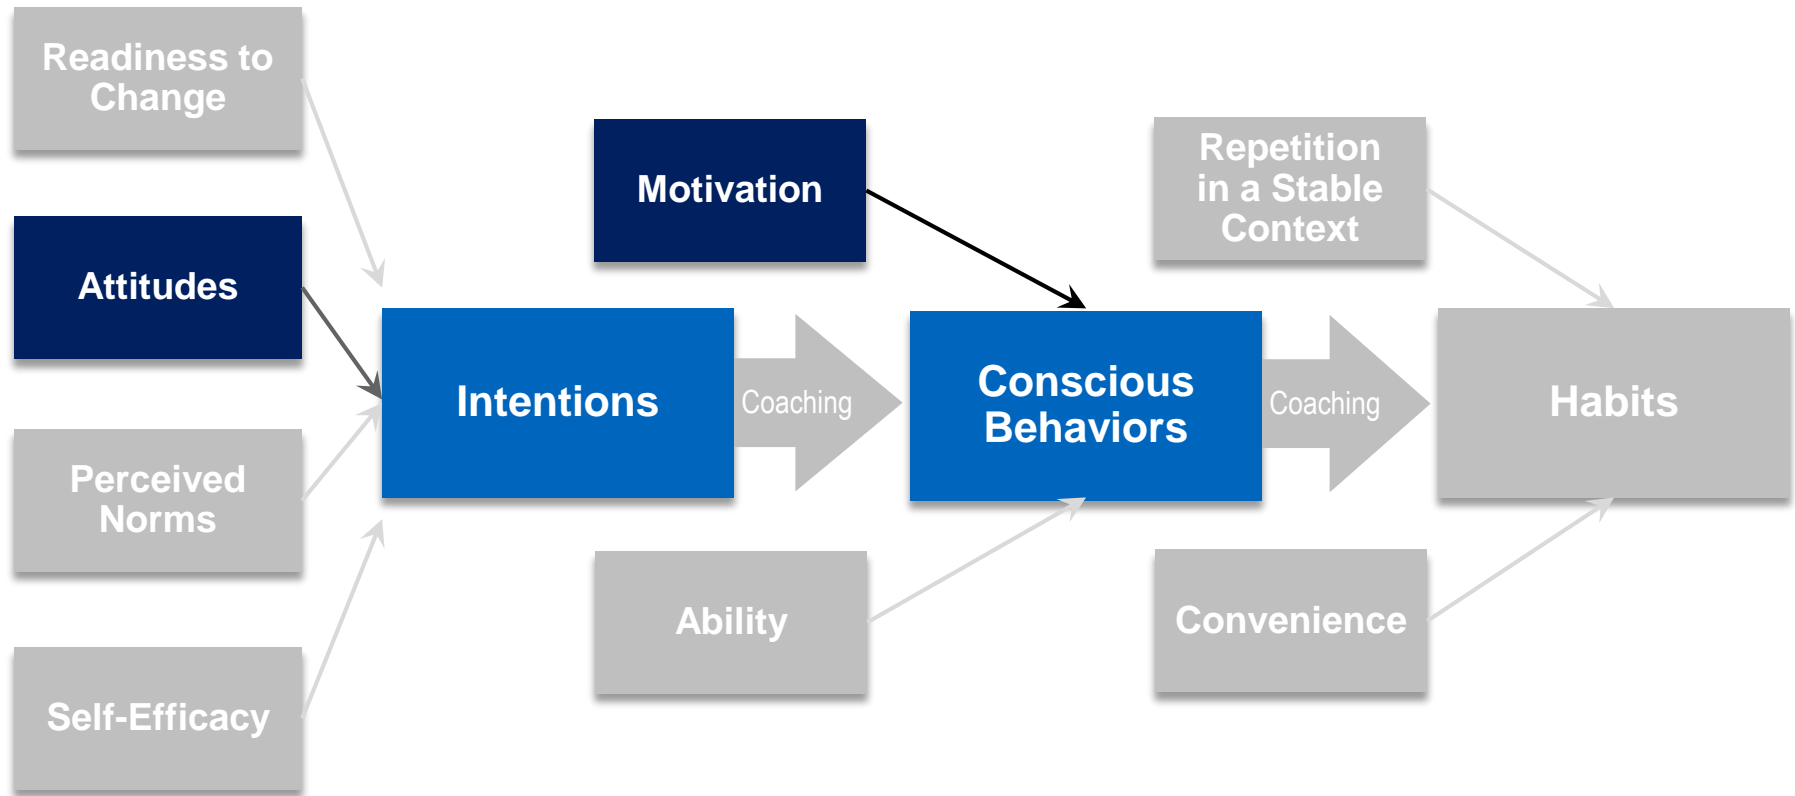 Readiness to
Change
Attitudes
Perceived
Norms
Self-Efficacy
Intentions
Coaching
Motivation
Ability
Conscious
Behaviors
Coaching
Repetition
in a Stable
Context
Convenience
Habits